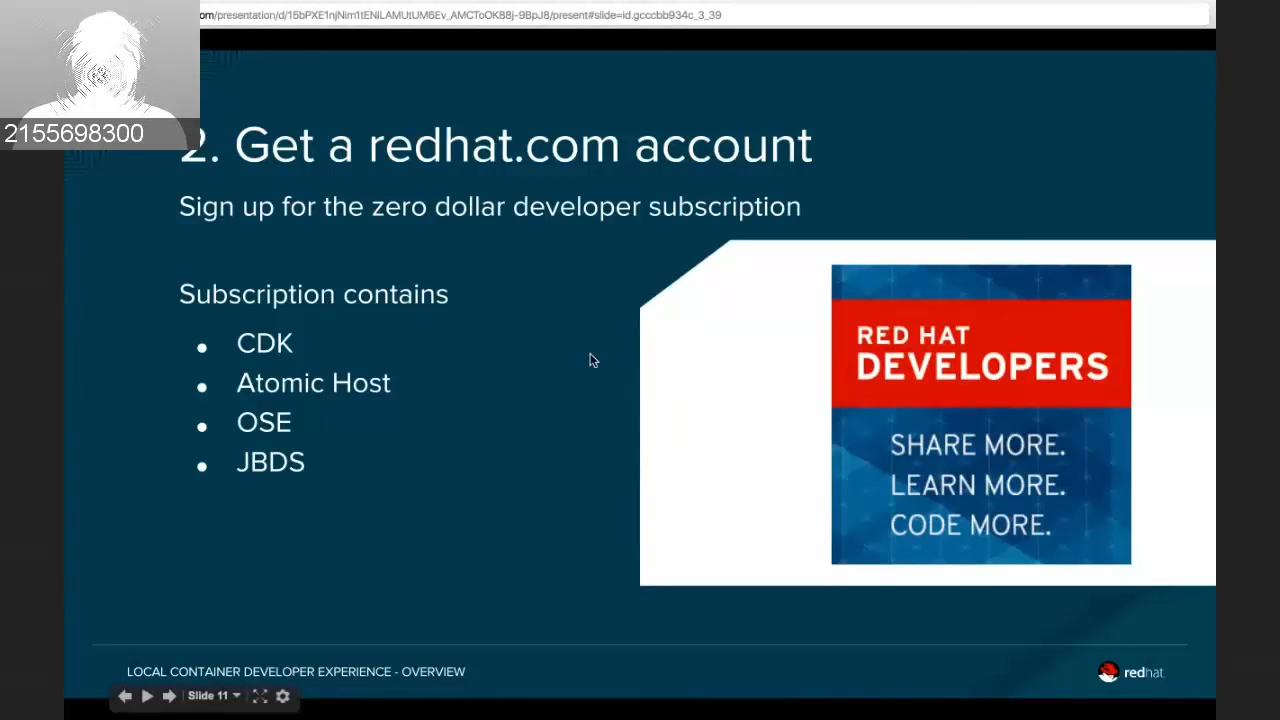 om/presentation/d/15bPXE1njNim1tENiLAMUtUM6Ev_AMCToOK88j-9BpJ8/present#slide=id.gcccbb934c_3_39
2155698300
2. Get a redhat.com account
Sign up for the zero dollar developer subscription
Subscription contains
• CDK
• Atomic Host
• OSE
• JBDS
RED HAT
DEVELOPERS
SHARE MORE.
LEARN MORE.
CODE MORE.
LOCAL CONTAINER DEVELOPER EXPERIENCE - OVERVIEW
redhat.
Slide 11